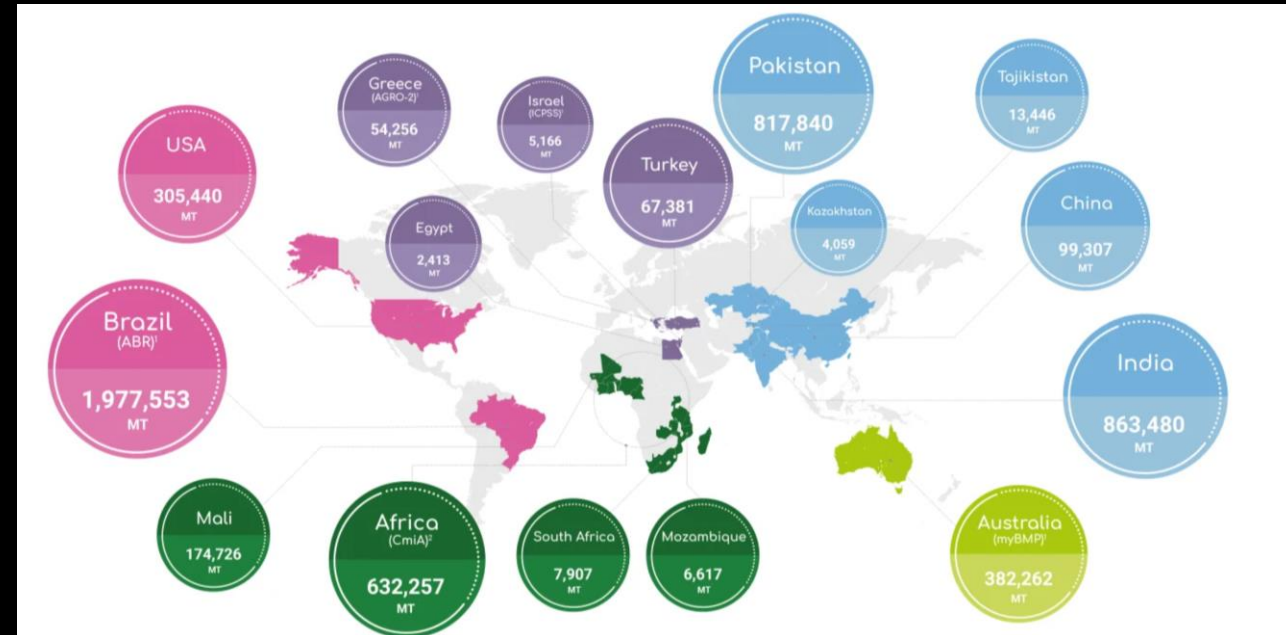 Pakistan
817,840
MT
Tajikistan
13,446
MT
Greece
(AGRO-2)¹
54,256
MT
Israel
(ICPSS)¹
5,166
MT
USA
305,440
MT
Turkey
67,381
MT
Kazakhstan
4,059
MT
China
99,307
MT
Egypt
2,413
MT
Brazil
(ABR)¹
1,977,553
MT
India
863,480
MT
Mali
174,726
MT
Africa
(CmiA)²
632,257
MT
South Africa
7,907
MT
Mozambique
6,617
MT
Australia
(myBMP)¹
382,262
MT